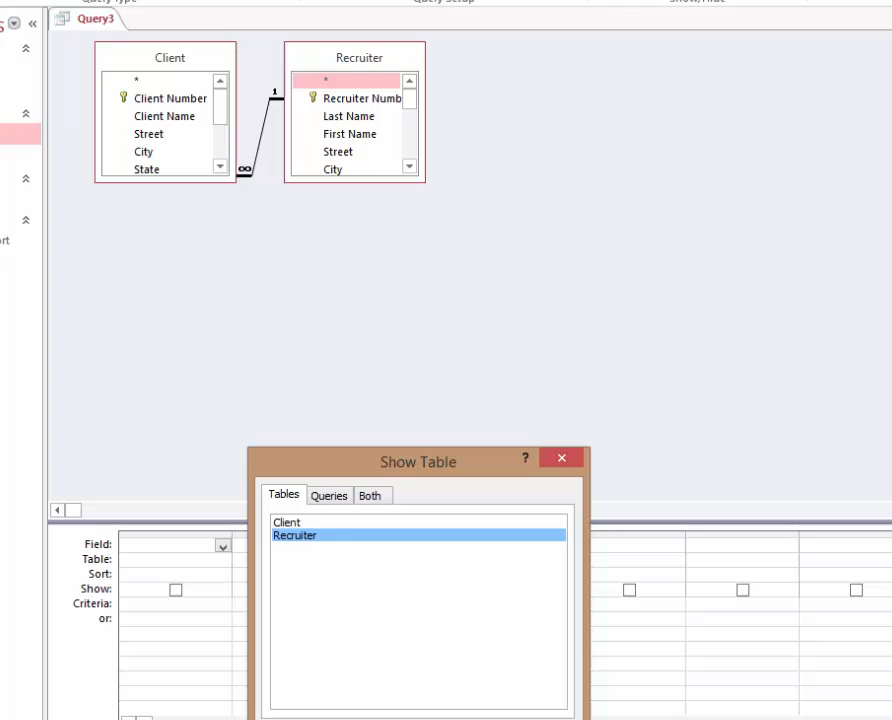 Query3
Client
Recruiter
*
Client Number
Client Name
Street
City
State
1
∞
*
Recruiter Numb
Last Name
First Name
Street
City
Show Table
?
Tables
Queries
Both
Client
Recruiter
Field:
Table:
Sort:
Show:
Criteria:
or: